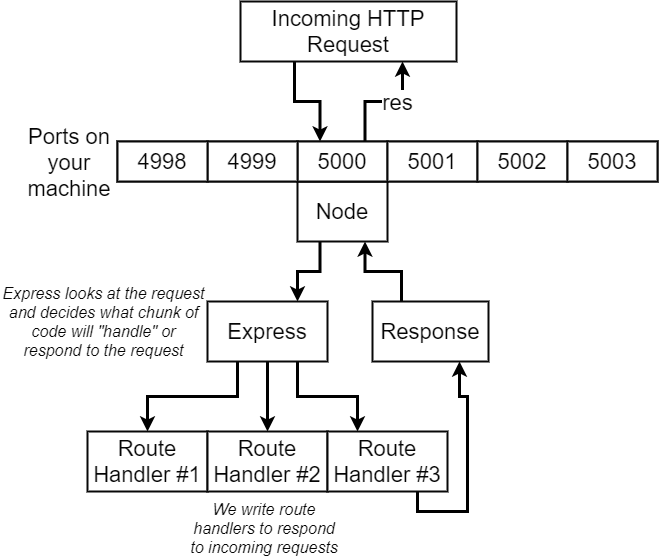 Incoming HTTP
Request
res
Ports on
your
machine
4998 4999 5000 5001 5002 5003
Node
Express looks at the request
and decides what chunk of
code will "handle" or
respond to the request
Express
Response
Route
Handler #1
Route
Handler #2
Route
Handler #3
We write route
handlers to respond
to incoming requests